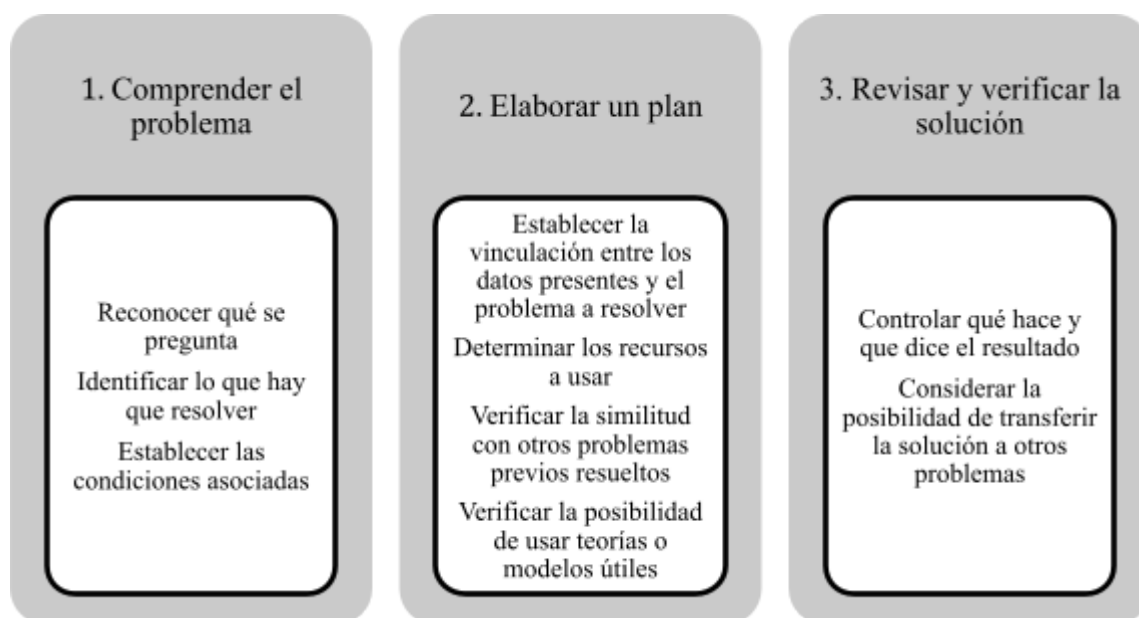 1. Comprender el
problema
Reconocer qué se
pregunta
Identificar lo que hay
que resolver
Establecer las
condiciones asociadas
2. Elaborar un plan
Establecer la
vinculación entre los
datos presentes y el
problema a resolver
Determinar los recursos
a usar
Verificar la similitud
con otros problemas
previos resueltos
Verificar la posibilidad
de usar teorías o
modelos útiles
3. Revisar y verificar la
solución
Controlar qué hace y
que dice el resultado
Considerar la
posibilidad de transferir
la solución a otros
problemas